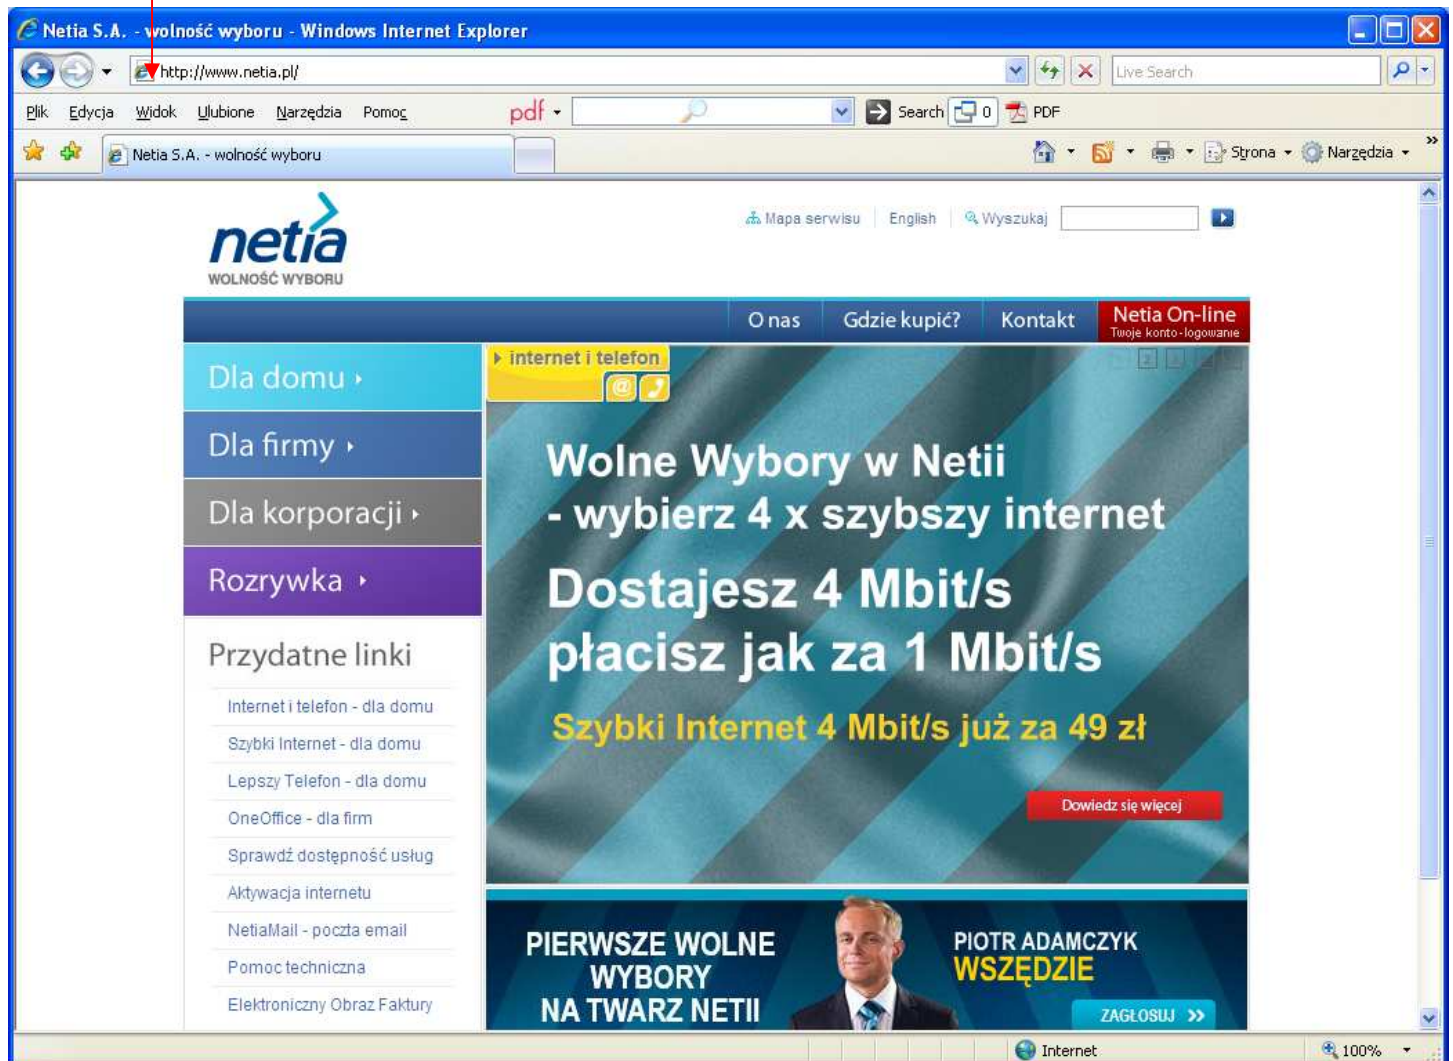 Netia S.A. - wolność wyboru - Windows Internet Explorer
http://www.netia.pl/
Live Search
Plik Edycja Widok Ulubione Narzędzia Pomoc
pdf
Search 0 PDF
Netia S.A. - wolność wyboru
Strona Narzędzia
netia
WOLNOŚĆ WYBORU
Mapa serwisu English Wyszukaj
O nas Gdzie kupić? Kontakt Netia On-line
Twoje konto-logowanie
Dla domu
Dla firmy
Dla korporacji
Rozrywka
Przydatne linki
Internet i telefon - dla domu
Szybki Internet - dla domu
Lepszy Telefon - dla domu
OneOffice - dla firm
Sprawdź dostępność usług
Aktywacja internetu
NetiaMail - poczta email
Pomoc techniczna
Elektroniczny Obraz Faktury
internet i telefon
2
Wolne Wybory w Netii
- wybierz 4 x szybszy internet
Dostajesz 4 Mbit/s
płacisz jak za 1 Mbit/s
Szybki Internet 4 Mbit/s już za 49 zł
Dowiedz się więcej
PIERWSZE WOLNE
WYBORY
NA TWARZ NETII
PIOTR ADAMCZYK
WSZĘDZIE
ZAGŁOSUJ
Internet
100%